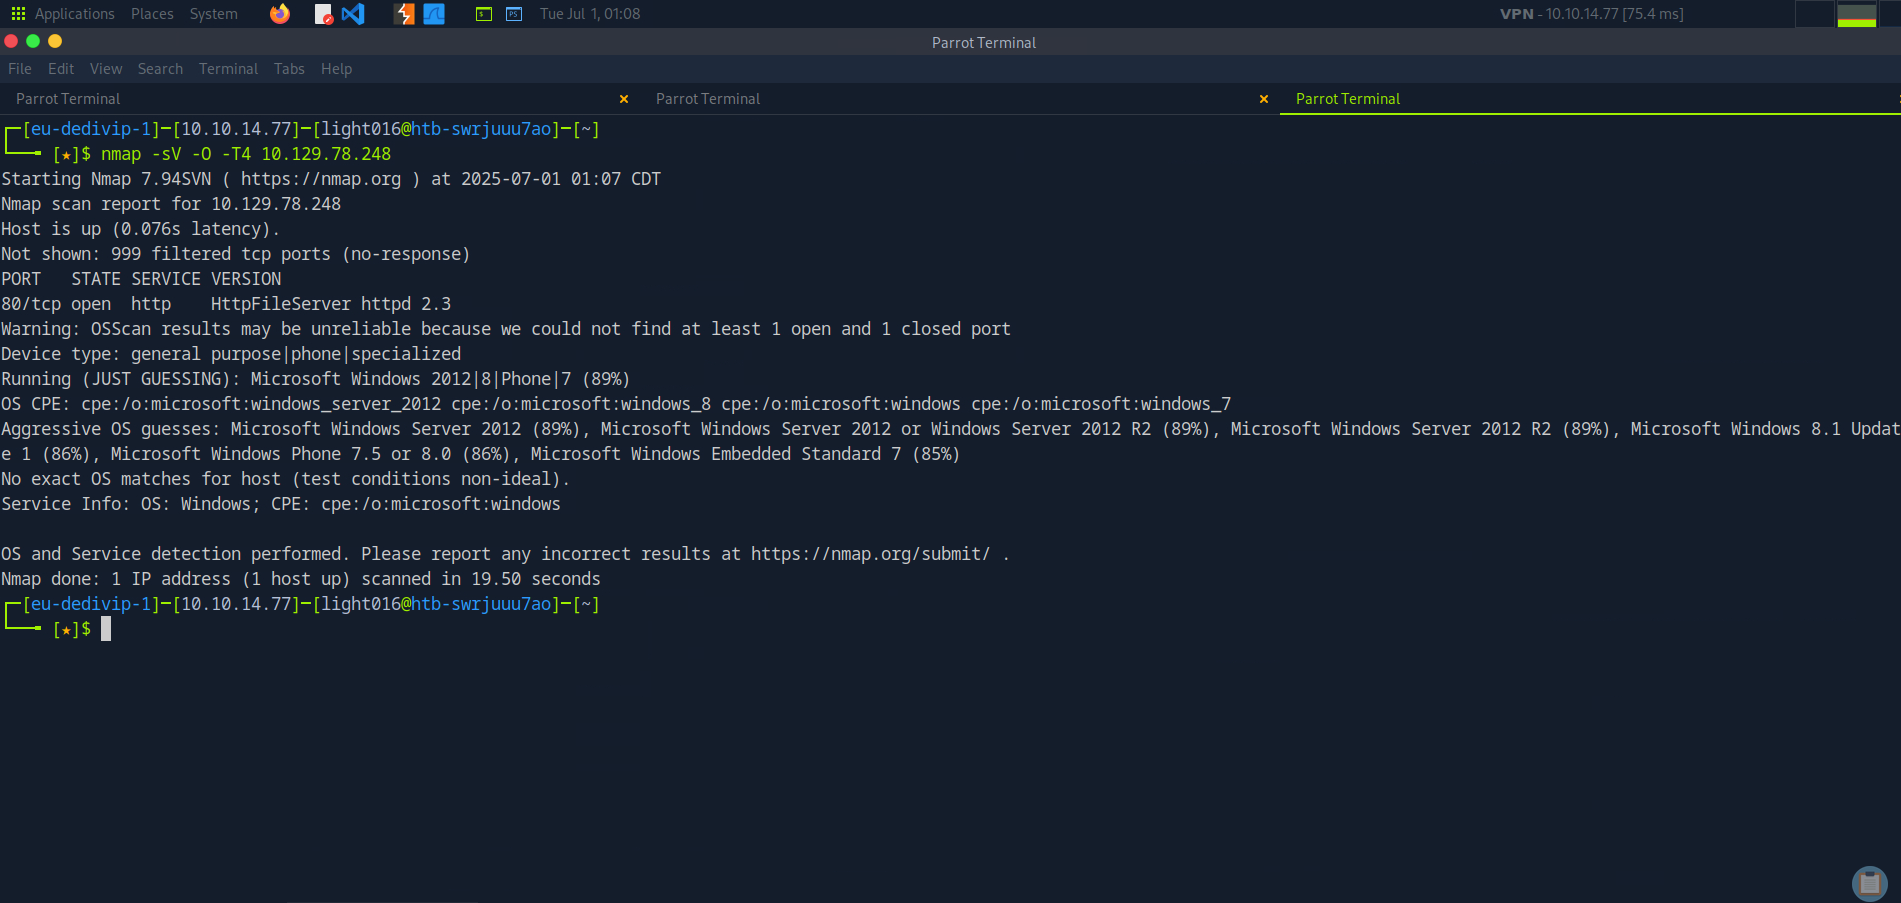 Applications Places System Tue Jul 1, 01:08 VPN - 10.10.14.77 [75.4 ms]
Parrot Terminal
File Edit View Search Terminal Tabs Help
Parrot Terminal × Parrot Terminal × Parrot Terminal
┌─[eu-dedivip-1]─[10.10.14.77]─[light016@htb-swrjuuu7ao]─[~]
└──╼ [★]$ nmap -sV -O -T4 10.129.78.248
Starting Nmap 7.94SVN ( https://nmap.org ) at 2025-07-01 01:07 CDT
Nmap scan report for 10.129.78.248
Host is up (0.076s latency).
Not shown: 999 filtered tcp ports (no-response)
PORT   STATE SERVICE VERSION
80/tcp open  http    HttpFileServer httpd 2.3
Warning: OSScan results may be unreliable because we could not find at least 1 open and 1 closed port
Device type: general purpose|phone|specialized
Running (JUST GUESSING): Microsoft Windows 2012|8|Phone|7 (89%)
OS CPE: cpe:/o:microsoft:windows_server_2012 cpe:/o:microsoft:windows_8 cpe:/o:microsoft:windows cpe:/o:microsoft:windows_7
Aggressive OS guesses: Microsoft Windows Server 2012 (89%), Microsoft Windows Server 2012 or Windows Server 2012 R2 (89%), Microsoft Windows Server 2012 R2 (89%), Microsoft Windows 8.1 Updat
e 1 (86%), Microsoft Windows Phone 7.5 or 8.0 (86%), Microsoft Windows Embedded Standard 7 (85%)
No exact OS matches for host (test conditions non-ideal).
Service Info: OS: Windows; CPE: cpe:/o:microsoft:windows
OS and Service detection performed. Please report any incorrect results at https://nmap.org/submit/ .
Nmap done: 1 IP address (1 host up) scanned in 19.50 seconds
┌─[eu-dedivip-1]─[10.10.14.77]─[light016@htb-swrjuuu7ao]─[~]
└──╼ [★]$